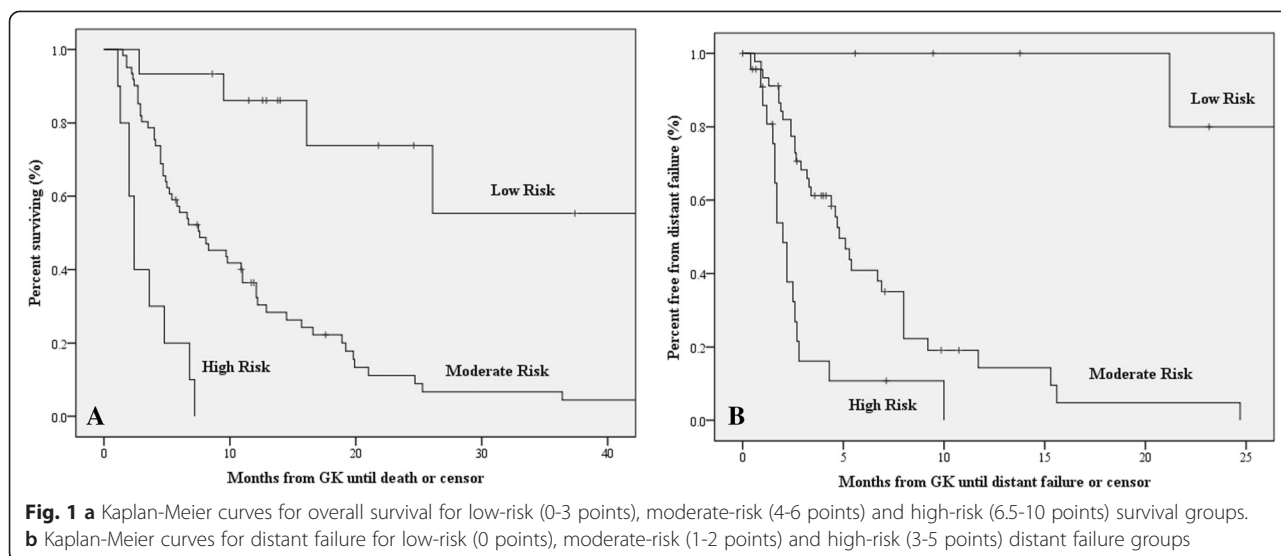 1.0
0.8
0.6
0.4
0.2
0.0
Percent surviving (%)
Low Risk
High Risk
Moderate Risk
A
0
10
20
30
40
Months from GK until death or censor
1.0
0.8
0.6
0.4
0.2
0.0
Percent free from distant failure (%)
Low Risk
Moderate Risk
High Risk
B
0
5
10
15
20
25
Months from GK until distant failure or censor
Fig. 1 a Kaplan-Meier curves for overall survival for low-risk (0-3 points), moderate-risk (4-6 points) and high-risk (6.5-10 points) survival groups.
b Kaplan-Meier curves for distant failure for low-risk (0 points), moderate-risk (1-2 points) and high-risk (3-5 points) distant failure groups